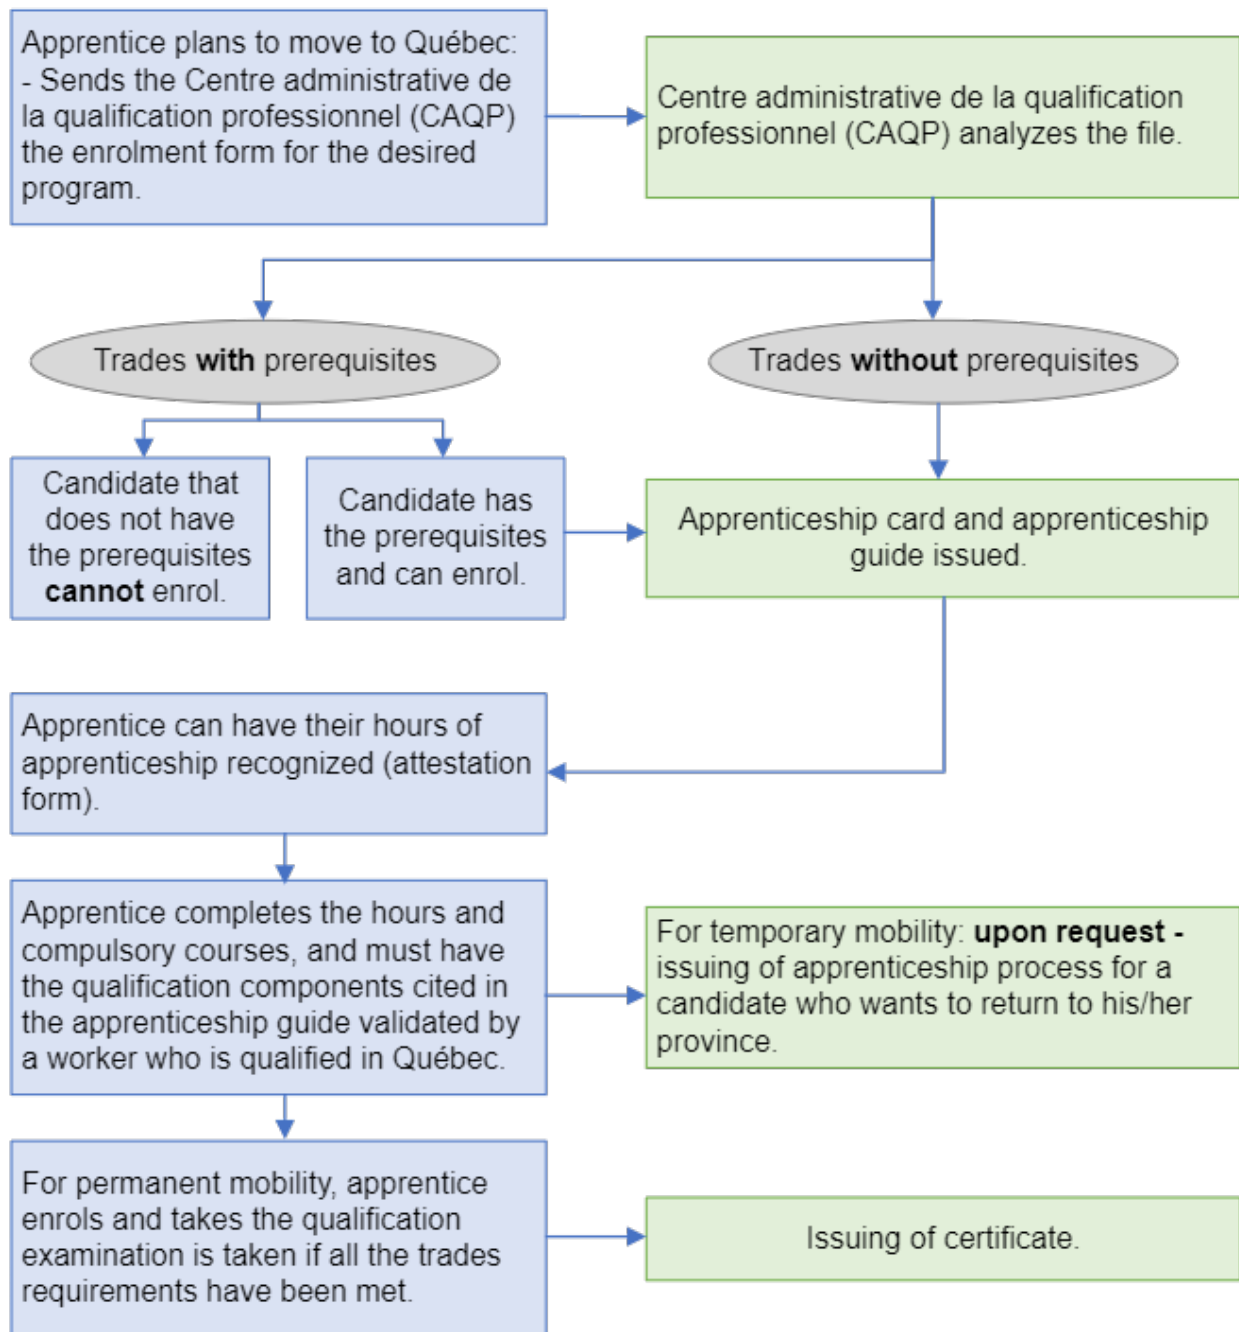 Apprentice plans to move to Québec:
- Sends the Centre administrative de
la qualification professionnel (CAQP)
the enrolment form for the desired
program.
Centre administrative de la qualification
professionnel (CAQP) analyzes the file.
Trades with prerequisites
Trades without prerequisites
Candidate that
does not have
the prerequisites
cannot enrol.
Candidate has
the prerequisites
and can enrol.
Apprenticeship card and apprenticeship
guide issued.
Apprentice can have their hours of
apprenticeship recognized (attestation
form).
Apprentice completes the hours and
compulsory courses, and must have
the qualification components cited in
the apprenticeship guide validated by
a worker who is qualified in Québec.
For temporary mobility: upon request -
issuing of apprenticeship process for a
candidate who wants to return to his/her
province.
For permanent mobility, apprentice
enrols and takes the qualification
examination is taken if all the trades
requirements have been met.
Issuing of certificate.